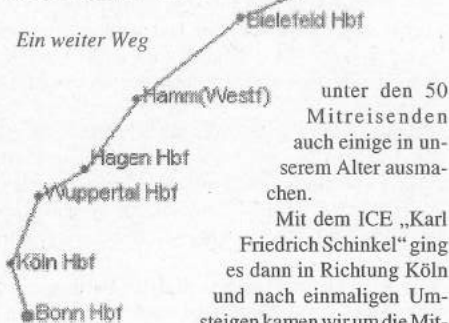 Bielefeld Hbf
Ein weiter Weg
Hamm(Westf)
Hagen Hbf
Wuppertal Hbf
Köln Hbf
Bonn Hbf
unter den 50
Mitreisenden
auch einige in un-
serem Alter ausma-
chen.
Mit dem ICE „Karl
Friedrich Schinkel“ ging
es dann in Richtung Köln
und nach einmaligen Um-
steigen kamen wir um die Mit-